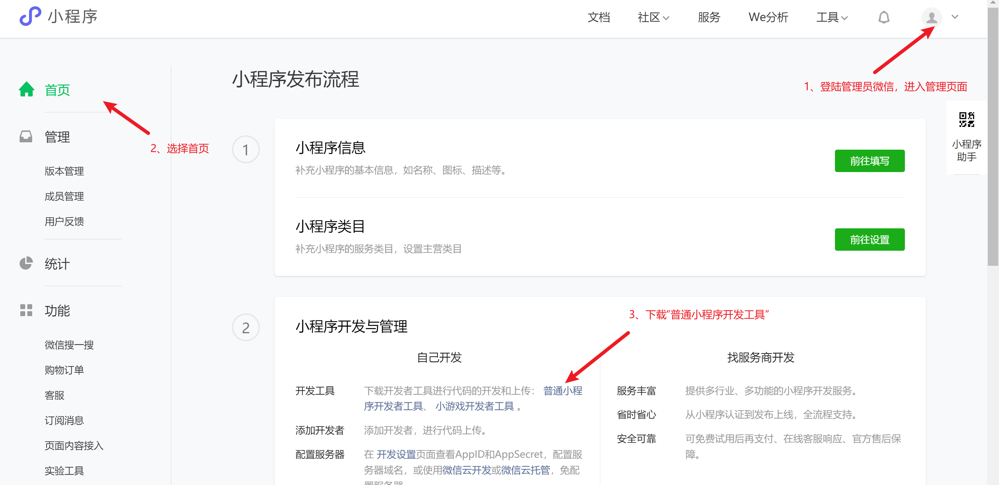 小程序
文档
社区
服务
We分析
工具
1、登陆管理员微信，进入管理页面
首页
2、选择首页
管理
版本管理
成员管理
用户反馈
统计
功能
微信搜一搜
购物订单
客服
订阅消息
页面内容接入
实验工具
小程序发布流程
1
小程序信息
补充小程序的基本信息，如名称、图标、描述等。
前往填写
小程序类目
补充小程序的服务类目，设置主营类目
前往设置
小程序
助手
2
小程序开发与管理
3、下载“普通小程序开发工具”
自己开发
开发工具
下载开发者工具进行代码的开发和上传： 普通小程
序开发者工具、 小游戏开发者工具 。
添加开发者
添加开发者，进行代码上传。
配置服务器
在 开发设置页面查看AppID和AppSecret，配置服
务器域名，或使用微信云开发或微信云托管，免配
置服务器
找服务商开发
服务丰富
提供多行业、多功能的小程序开发服务。
省时省心
从小程序认证到发布上线，全流程支持。
安全可靠
可免费试用后再支付、在线客服响应、官方售后保
障。